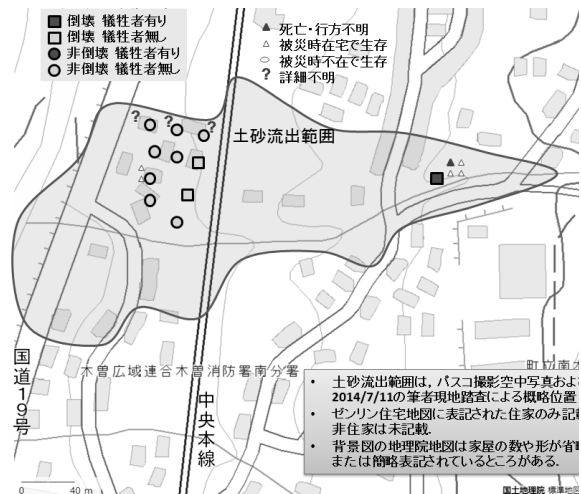 倒壊 犠牲者有り
倒壊 犠牲者無し
非倒壊 犠牲者有り
非倒壊 犠牲者無し
死亡・行方不明
被災時在宅で生存
被災時不在で生存
? 詳細不明
? ? ?
土砂流出範囲
国道19号
木曽広域連合木曽消防署南分署
中央本線
町立南木
• 土砂流出範囲は，パスコ撮影空中写真およ
2014/7/11の筆者現地踏査による概略位置
• ゼンリン住宅地図に表記された住家のみ記載
非住家は未記載．
• 背景図の地理院地図は家屋の数や形が省略
または簡略表記されているところがある．
0 40 m
国土地理院 標準地図